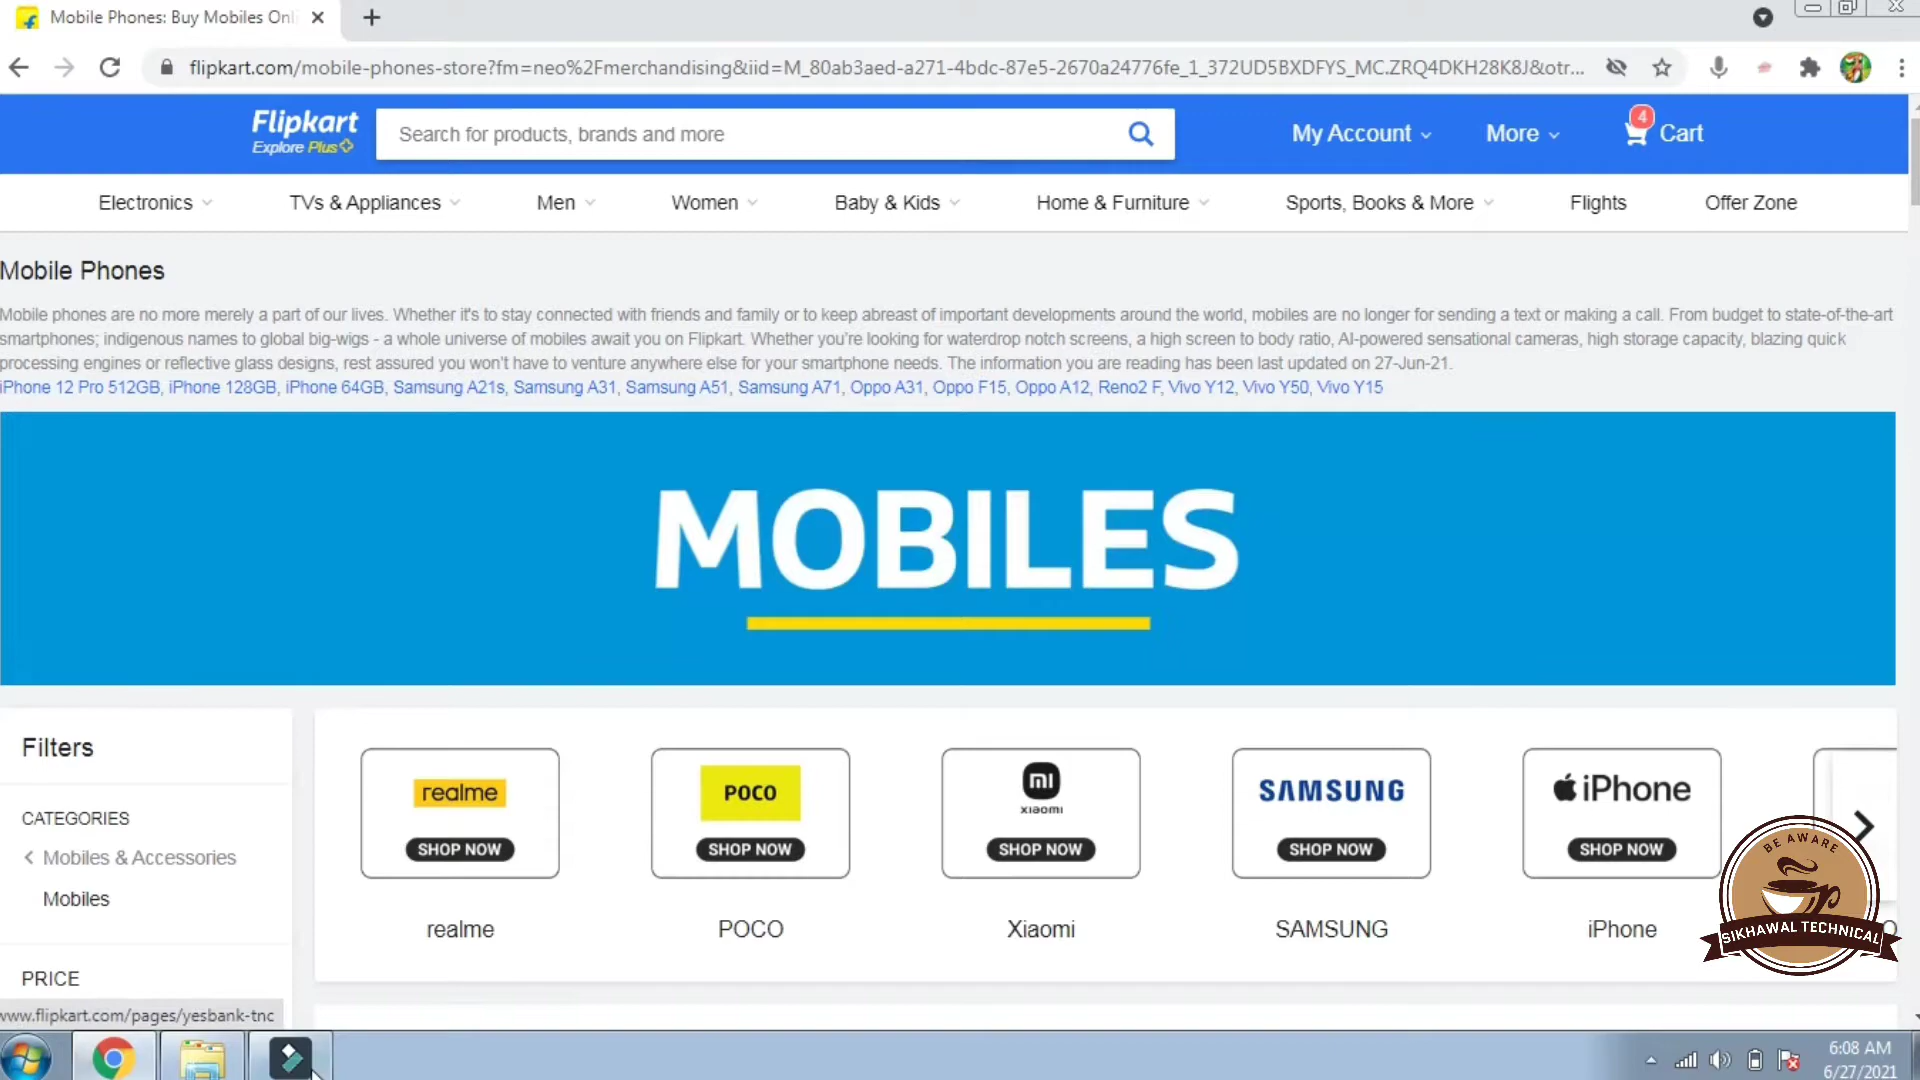 Mobile Phones: Buy Mobiles Onli
flipkart.com/mobile-phones-store?fm=neo%2Fmerchandising&iid=M_80ab3aed-a271-4bdc-87e5-2670a24776fe_1_372UD5BXDFYS_MC.ZRQ4DKH28K8J&otr...
Flipkart
Explore Plus
Search for products, brands and more
My Account
More
4
Cart
Electronics
TVs & Appliances
Men
Women
Baby & Kids
Home & Furniture
Sports, Books & More
Flights
Offer Zone
Mobile Phones
Mobile phones are no more merely a part of our lives. Whether it's to stay connected with friends and family or to keep abreast of important developments around the world, mobiles are no longer for sending a text or making a call. From budget to state-of-the-art
smartphones; indigenous names to global big-wigs - a whole universe of mobiles await you on Flipkart. Whether you're looking for waterdrop notch screens, a high screen to body ratio, AI-powered sensational cameras, high storage capacity, blazing quick
processing engines or reflective glass designs, rest assured you won't have to venture anywhere else for your smartphone needs. The information you are reading has been last updated on 27-Jun-21.
iPhone 12 Pro 512GB, iPhone 128GB, iPhone 64GB, Samsung A21s, Samsung A31, Samsung A51, Samsung A71, Oppo A31, Oppo F15, Oppo A12, Reno2 F, Vivo Y12, Vivo Y50, Vivo Y15
MOBILES
Filters
CATEGORIES
Mobiles & Accessories
Mobiles
PRICE
realme
SHOP NOW
realme
POCO
SHOP NOW
POCO
mi
xiaomi
SHOP NOW
Xiaomi
SAMSUNG
SHOP NOW
SAMSUNG
iPhone
SHOP NOW
iPhone
BE AWARE
SIKHAWAL TECHNICAL
www.flipkart.com/pages/yesbank-tnc
6:08 AM
6/27/2021